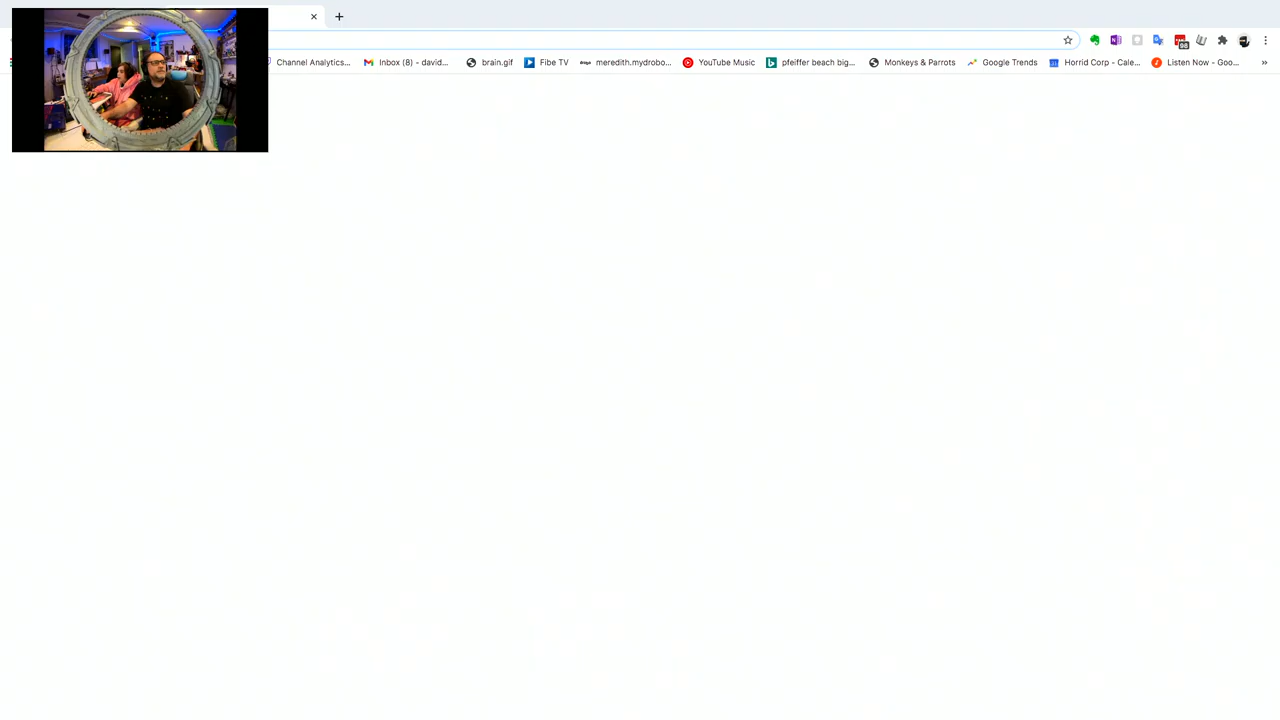 Channel Analytics...
Inbox (8) - david...
brain.gif
Fibe TV
meredith.mydrobo...
YouTube Music
pfeiffer beach big...
Monkeys & Parrots
Google Trends
Horrid Corp - Cale...
Listen Now - Goo...
98